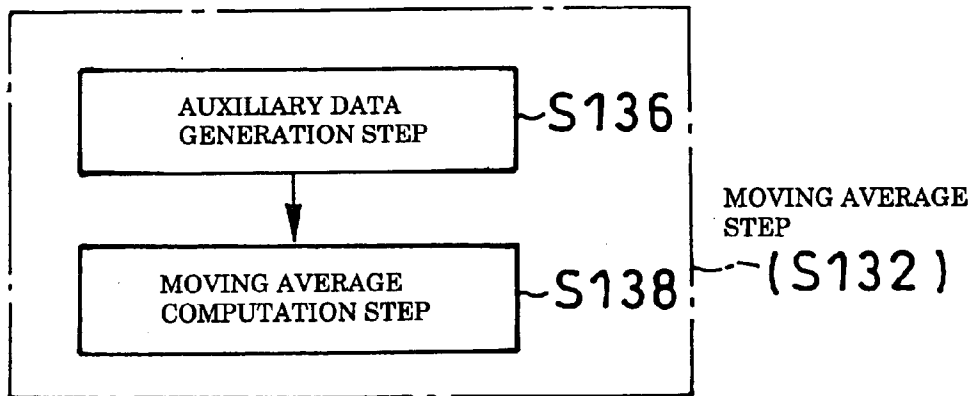 AUXILIARY DATA
GENERATION STEP
S136
MOVING AVERAGE
COMPUTATION STEP
S138
MOVING AVERAGE
STEP
(S132)